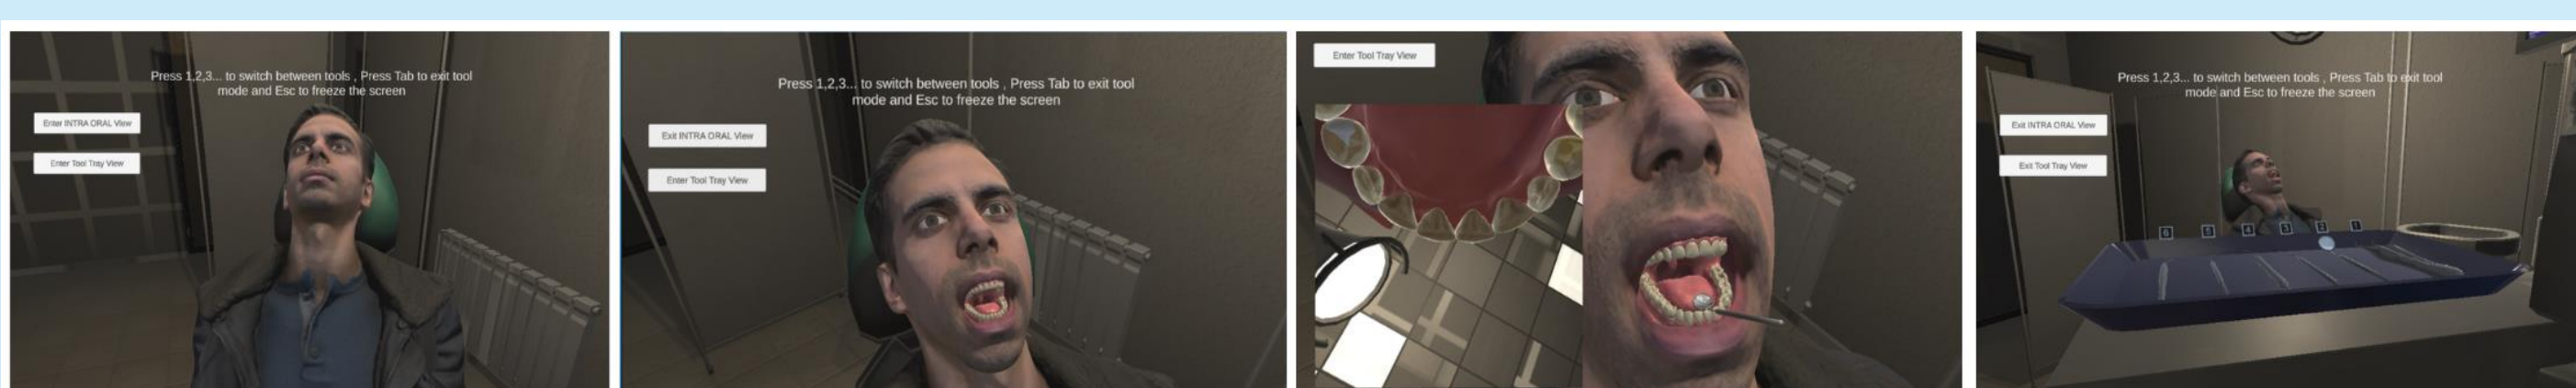 Press 1,2,3... to switch between tools , Press Tab to exit tool
mode and Esc to freeze the screen
Enter INTRA ORAL View
Enter Tool Tray View
Press 1,2,3... to switch between tools , Press Tab to exit tool
mode and Esc to freeze the screen
Exit INTRA ORAL View
Enter Tool Tray View
Enter Tool Tray View
Press 1,2,3... to switch between tools , Press Tab to exit tool
mode and Esc to freeze the screen
Exit INTRA ORAL View
Exit Tool Tray View
6 5 4 3 2 1